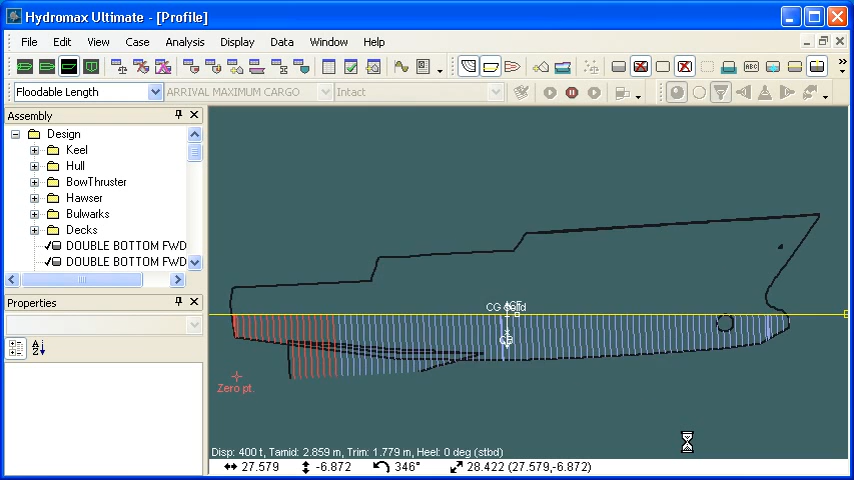 Hydromax Ultimate - [Profile]
File Edit View Case Analysis Display Data Window Help
ABC
Floodable Length ARRIVAL MAXIMUM CARGO Intact
Assembly
Design
Keel
Hull
BowThruster
Hawser
Bulwarks
Decks
DOUBLE BOTTOM FWD
DOUBLE BOTTOM FWD
Properties
A
Z
CG
CB
Zero pt.
Disp: 400 t, Tamid: 2.859 m, Trim: 1.779 m, Heel: 0 deg (stbd)
27.579 -6.872 346° 28.422 (27.579,-6.872)